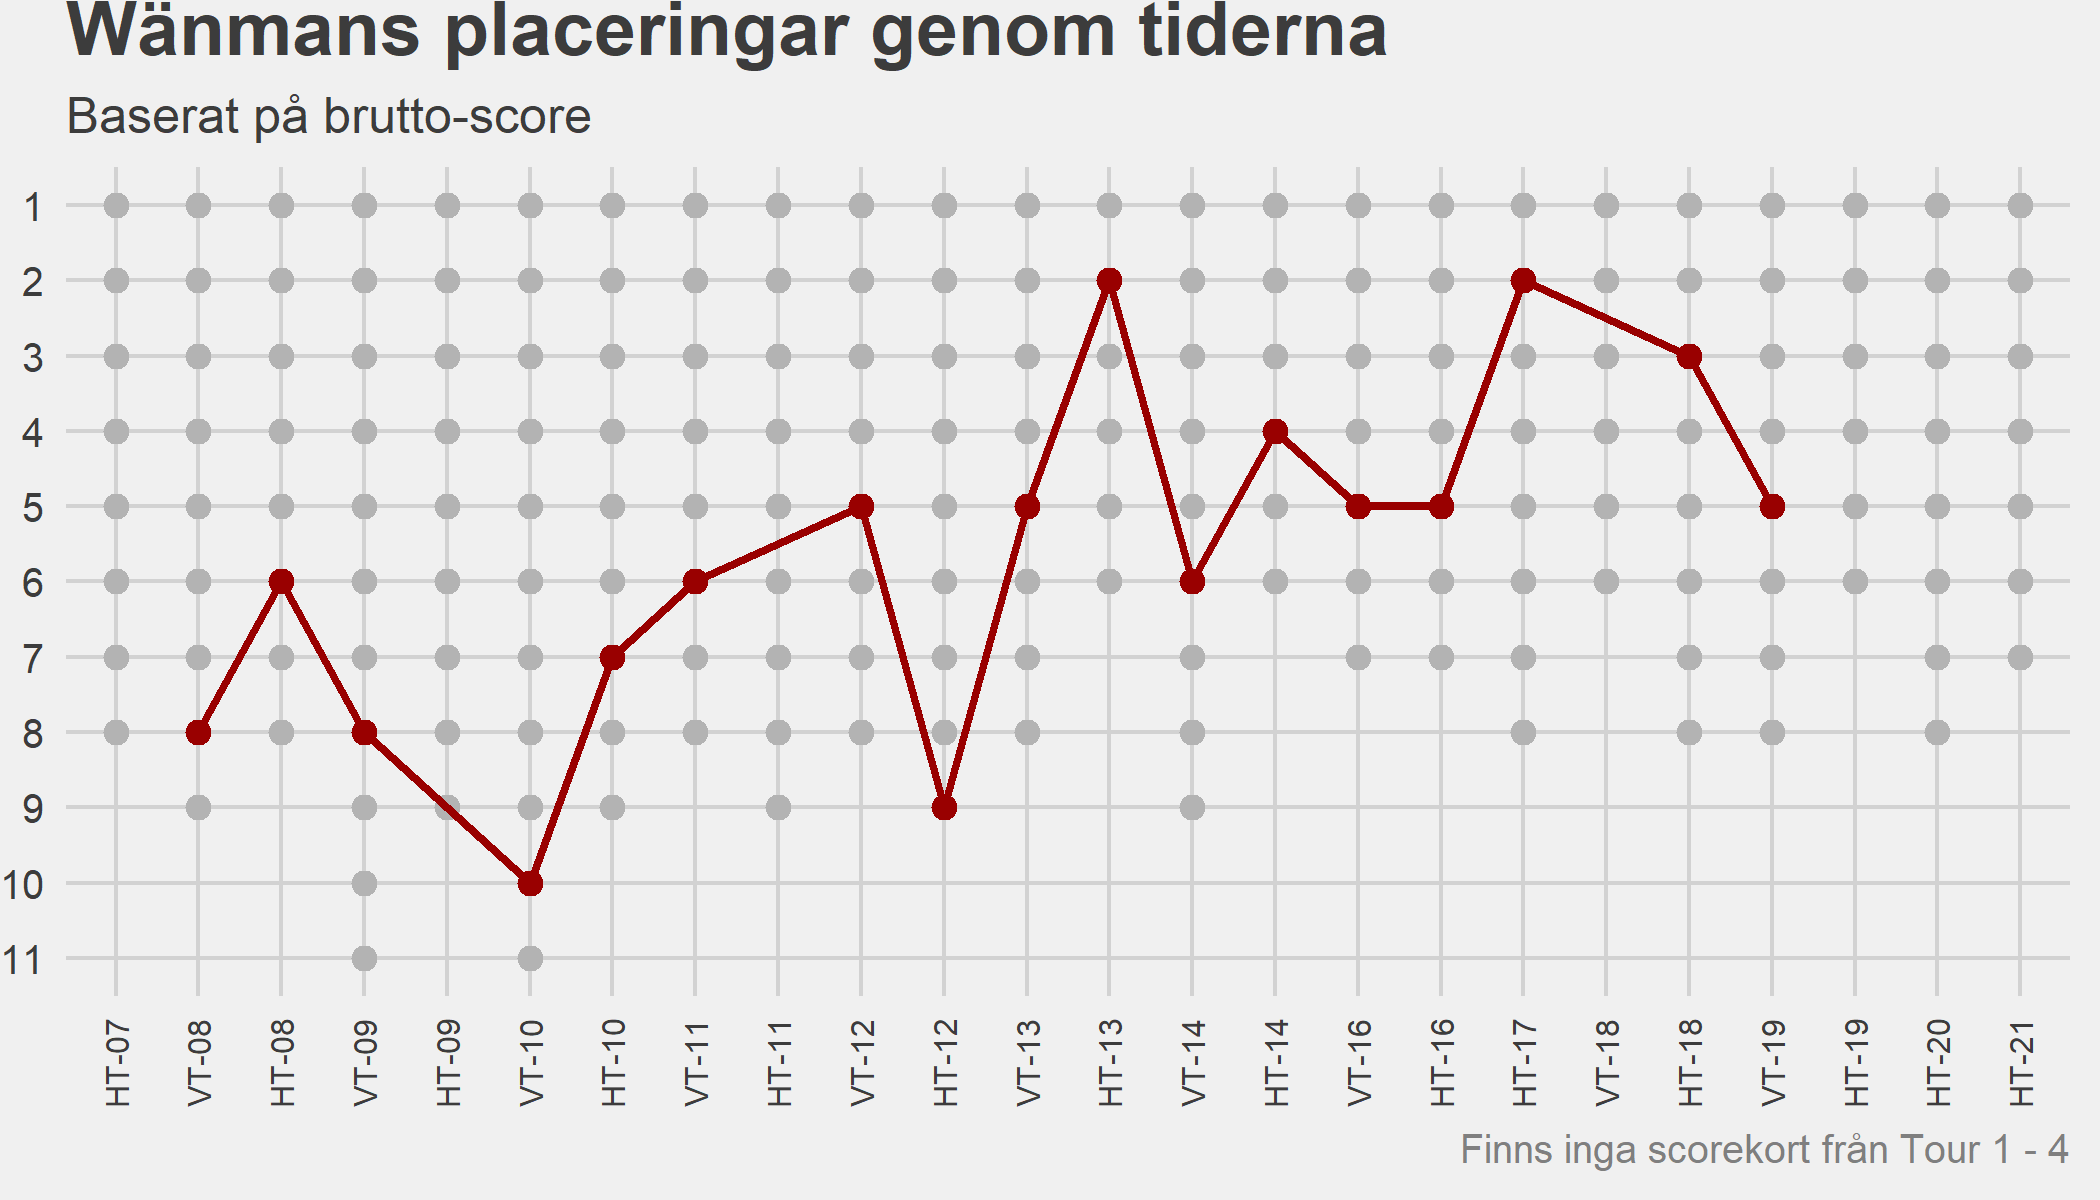 Wänmans placeringar genom tiderna
Baserat på brutto-score
1
2
3
4
5
6
7
8
9
10
11
HT-07
VT-08
HT-08
VT-09
HT-09
VT-10
HT-10
VT-11
HT-11
VT-12
HT-12
VT-13
HT-13
VT-14
HT-14
VT-16
HT-16
HT-17
VT-18
HT-18
VT-19
HT-19
HT-20
HT-21
Finns inga scorekort från Tour 1 - 4